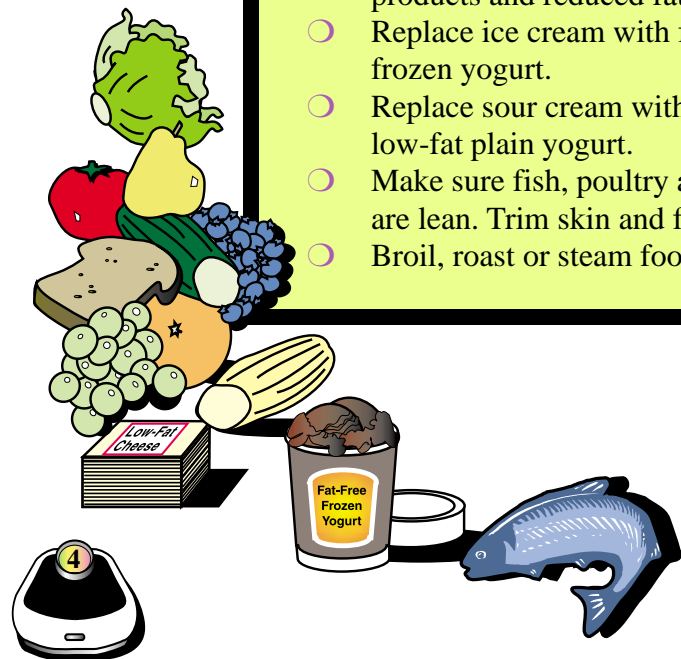 products and reduced fat
Replace ice cream with
frozen yogurt.
Replace sour cream with
low-fat plain yogurt.
Make sure fish, poultry
are lean. Trim skin and
Broil, roast or steam
Low-Fat
Cheese
Fat-Free
Frozen
Yogurt
4